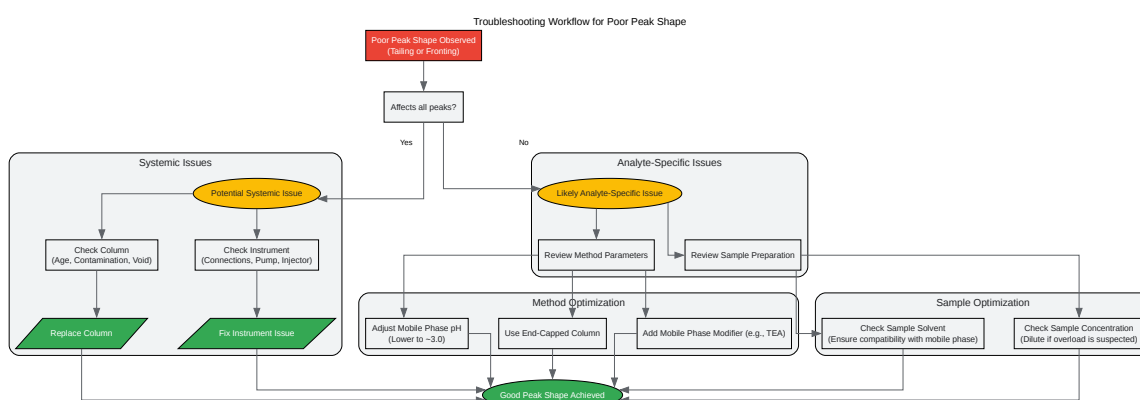 Troubleshooting Workflow for Poor Peak Shape
Poor Peak Shape Observed
(Tailing or Fronting)
Affects all peaks?
Yes
No
Systemic Issues
Analyte-Specific Issues
Potential Systemic Issue
Likely Analyte-Specific Issue
Check Column
(Age, Contamination, Void)
Check Instrument
(Connections, Pump, Injector)
Review Method Parameters
Review Sample Preparation
Method Optimization
Sample Optimization
Replace Column
Fix Instrument Issue
Adjust Mobile Phase pH
(Lower to ~3.0)
Use End-Capped Column
Add Mobile Phase Modifier (e.g., TEA)
Check Sample Solvent
(Ensure compatibility with mobile phase)
Check Sample Concentration
(Dilute if overload is suspected)
Good Peak Shape Achieved